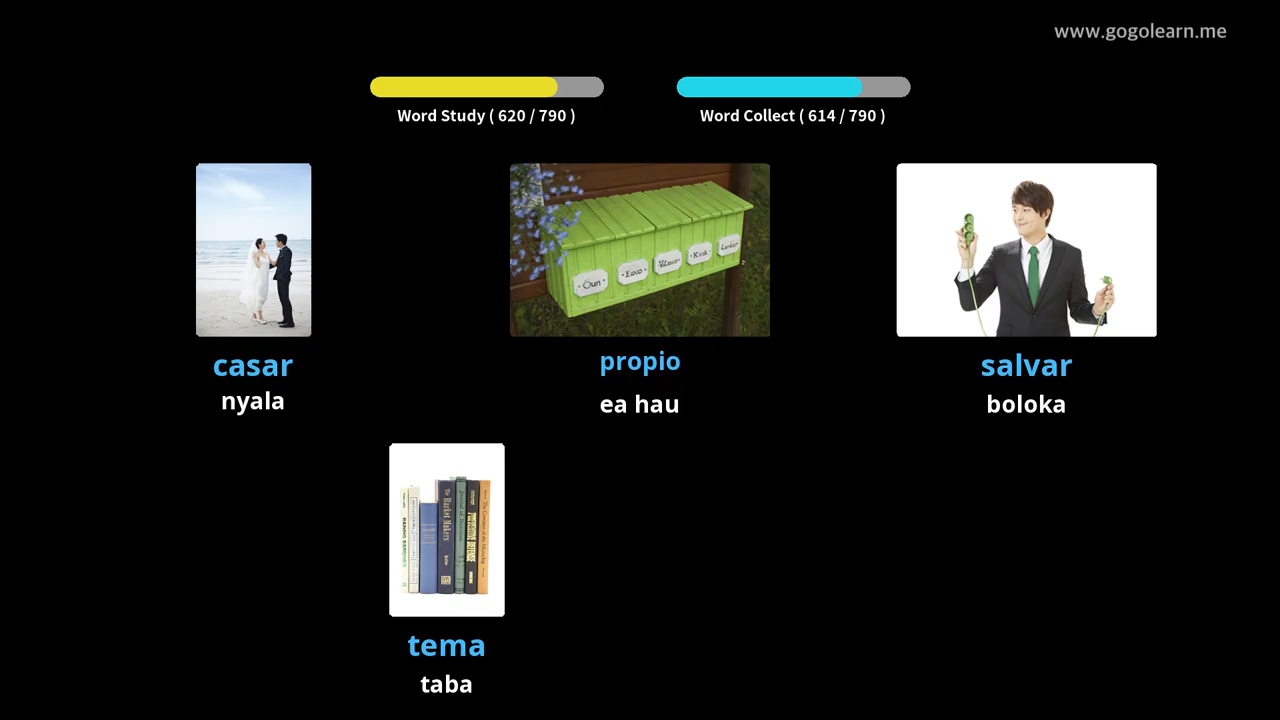 www.gogolearn.me
Word Study ( 620 / 790 )
Word Collect ( 614 / 790 )
Oun
casar
nyala
propio
ea hau
salvar
boloka
tema
taba